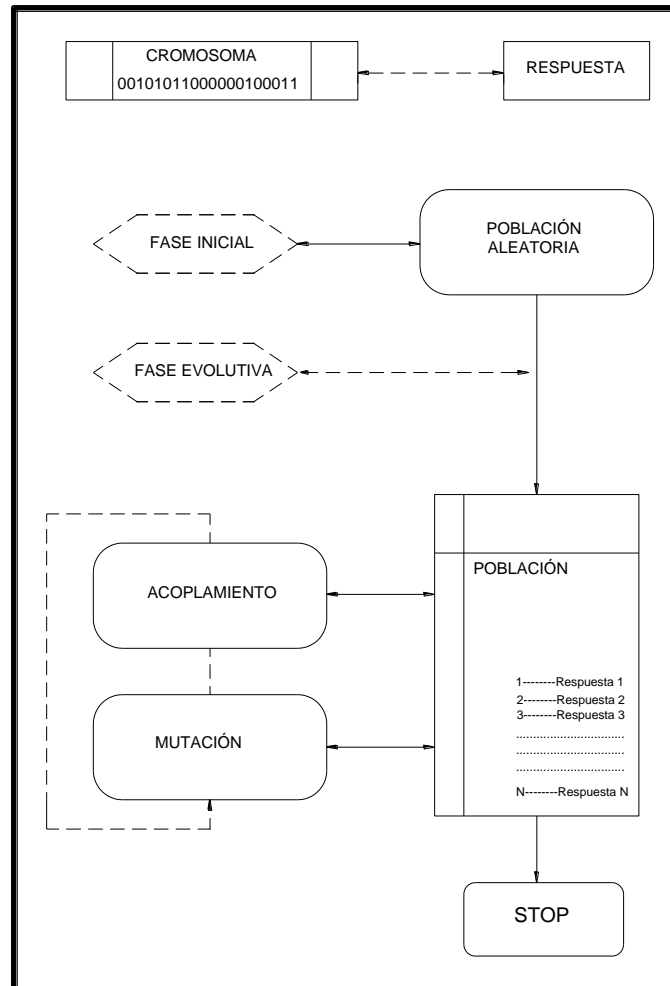 CROMOSOMA
00101011000000100011
RESPUESTA
FASE INICIAL
POBLACIÓN
ALEATORIA
FASE EVOLUTIVA
POBLACIÓN
ACOPLAMIENTO
1--------Respuesta 1
2--------Respuesta 2
3--------Respuesta 3
................................
................................
................................
N--------Respuesta N
MUTACIÓN
STOP